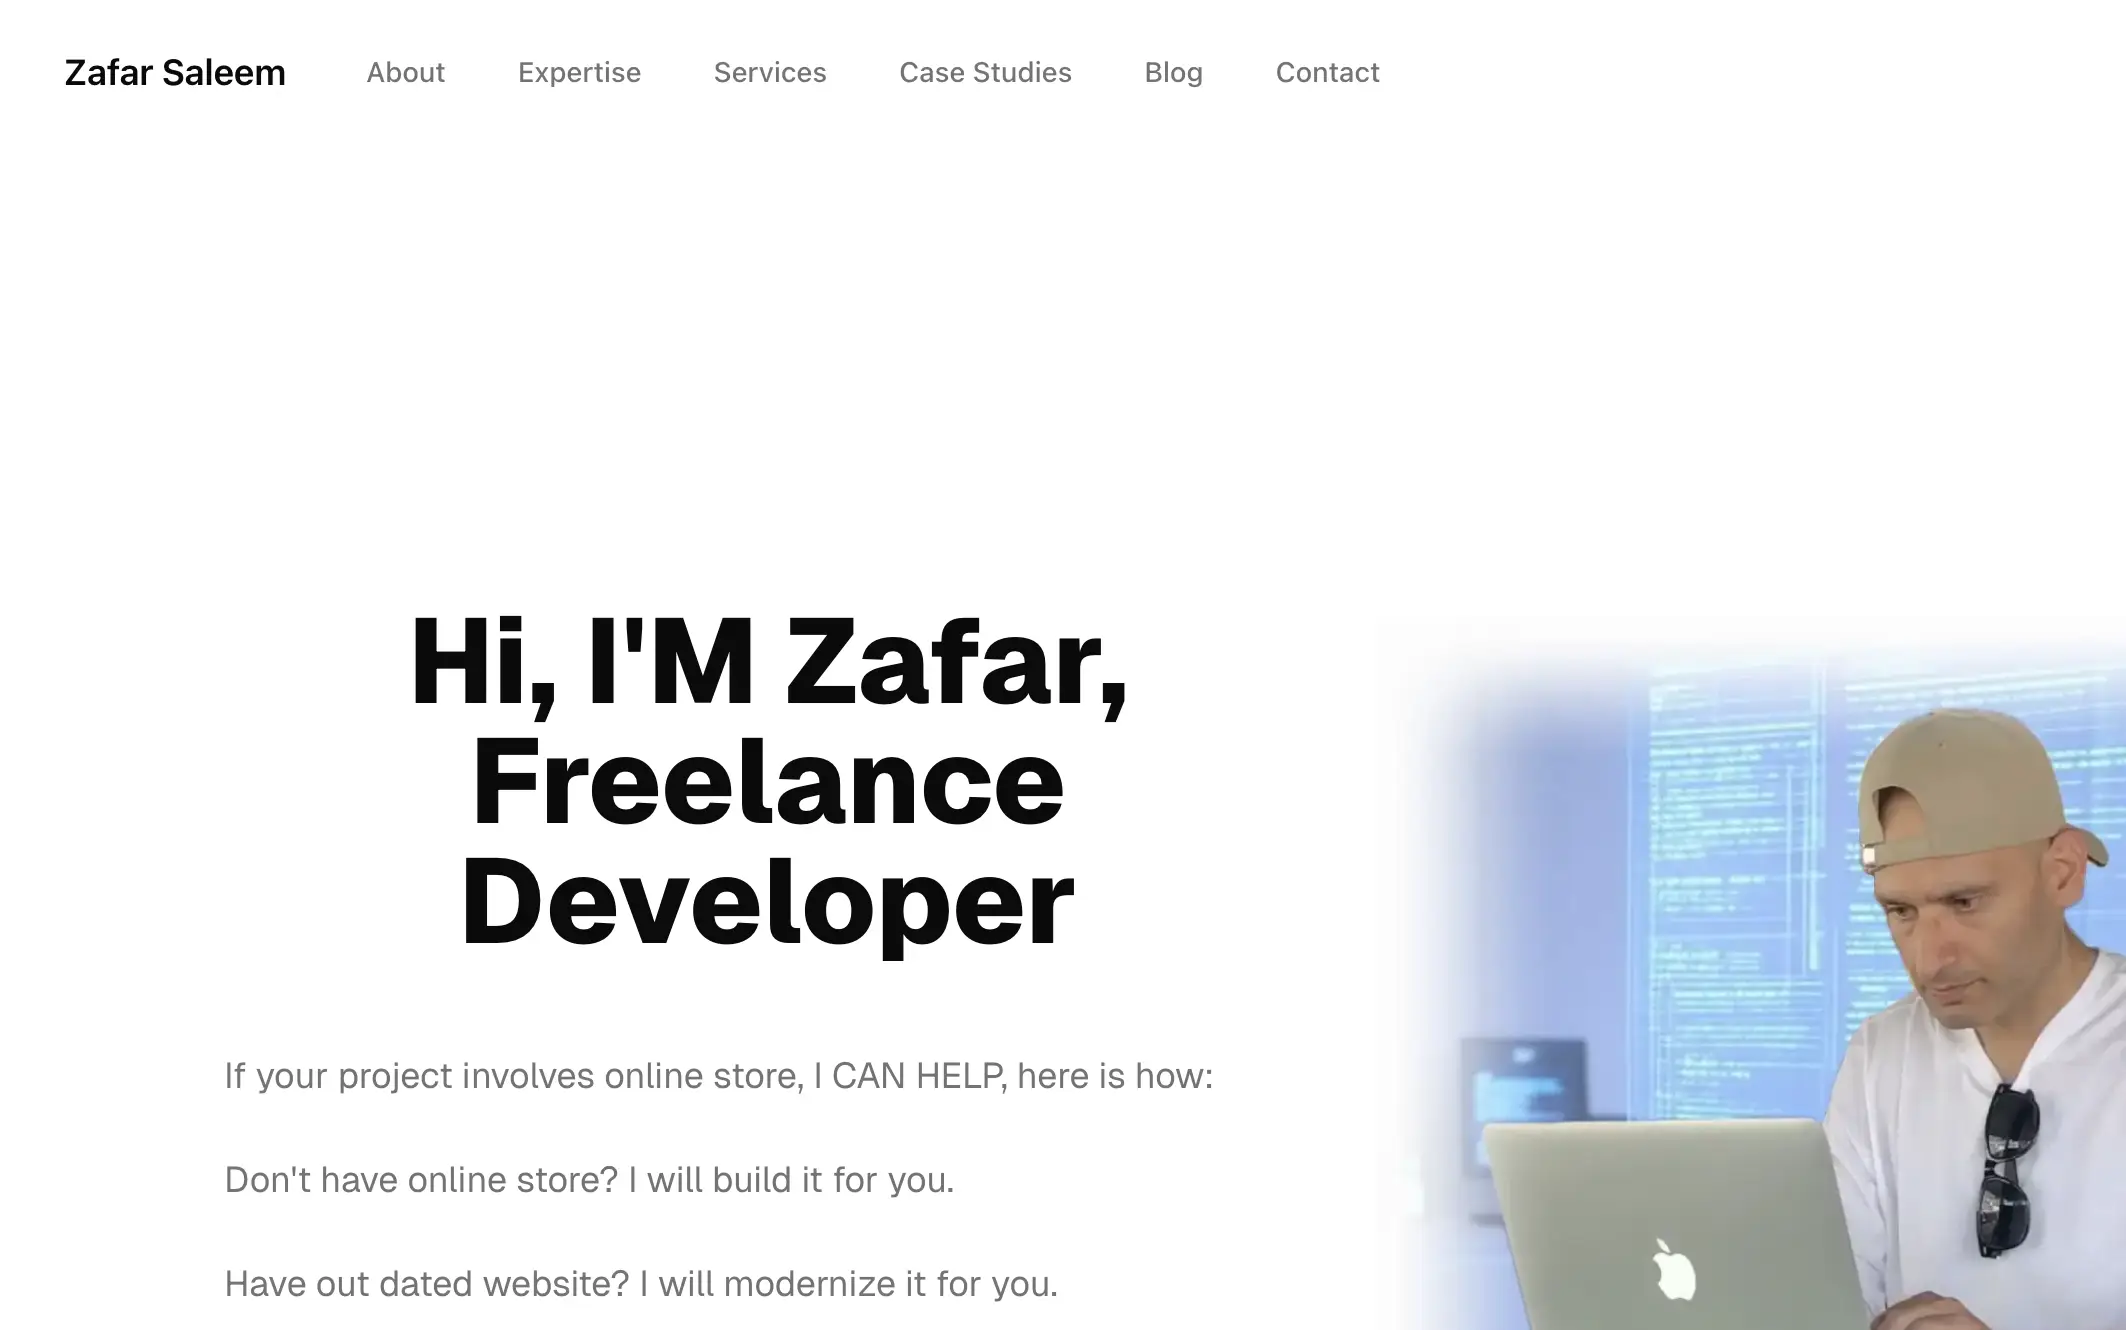 Zafar Saleem
About
Expertise
Services
Case Studies
Blog
Contact
Hi, I'M Zafar,
Freelance
Developer
If your project involves online store, I CAN HELP, here is how:
Don't have online store? I will build it for you.
Have out dated website? I will modernize it for you.